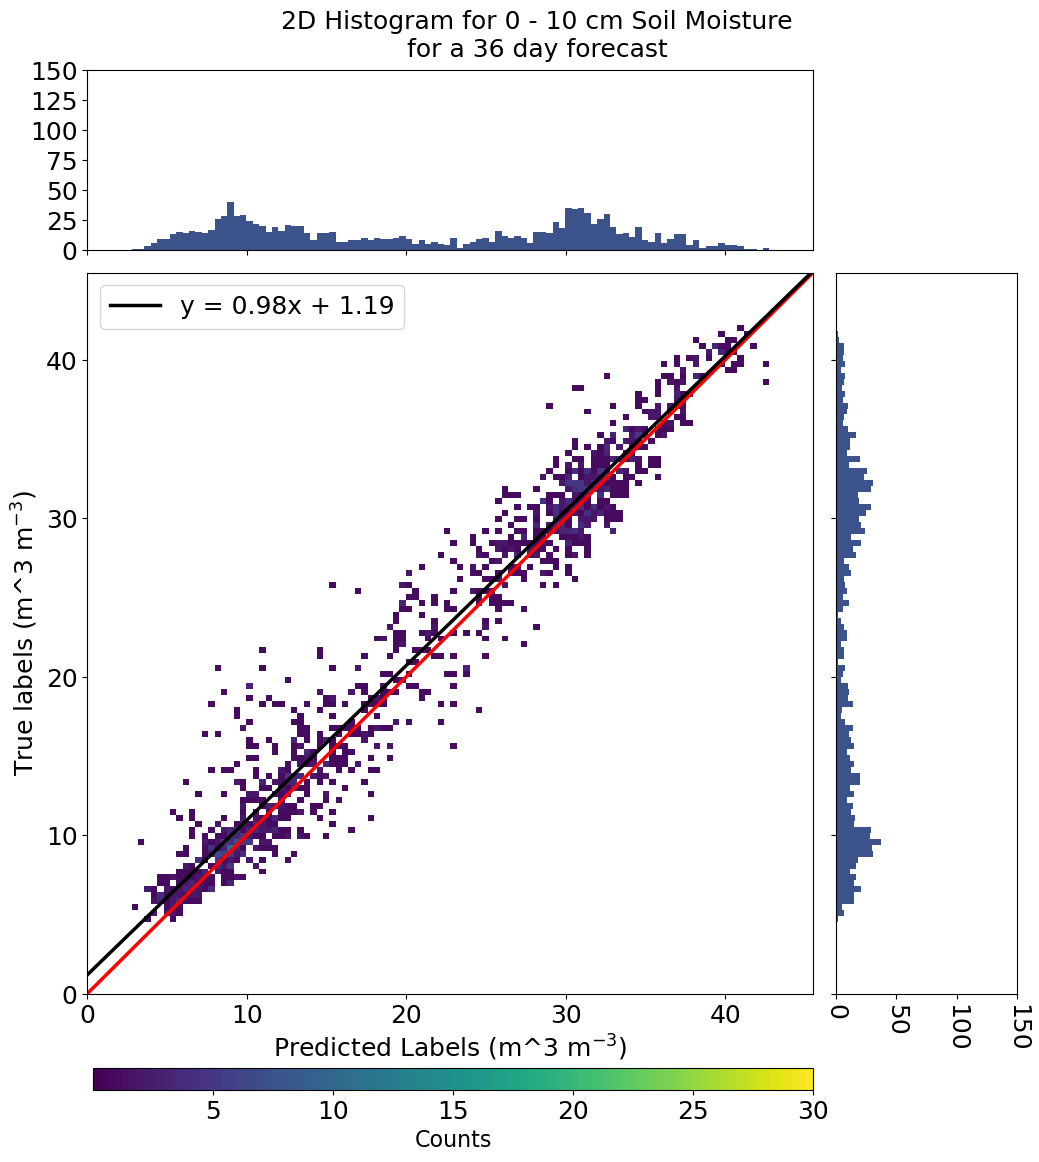 2D Histogram for 0 - 10 cm Soil Moisture
for a 36 day forecast
150
125
100
75
50
25
0
y = 0.98x + 1.19
40
30
20
10
0
True labels (m^3 m⁻³)
0 10 20 30 40
Predicted Labels (m^3 m⁻³)
0 50 100 150
5 10 15 20 25 30
Counts